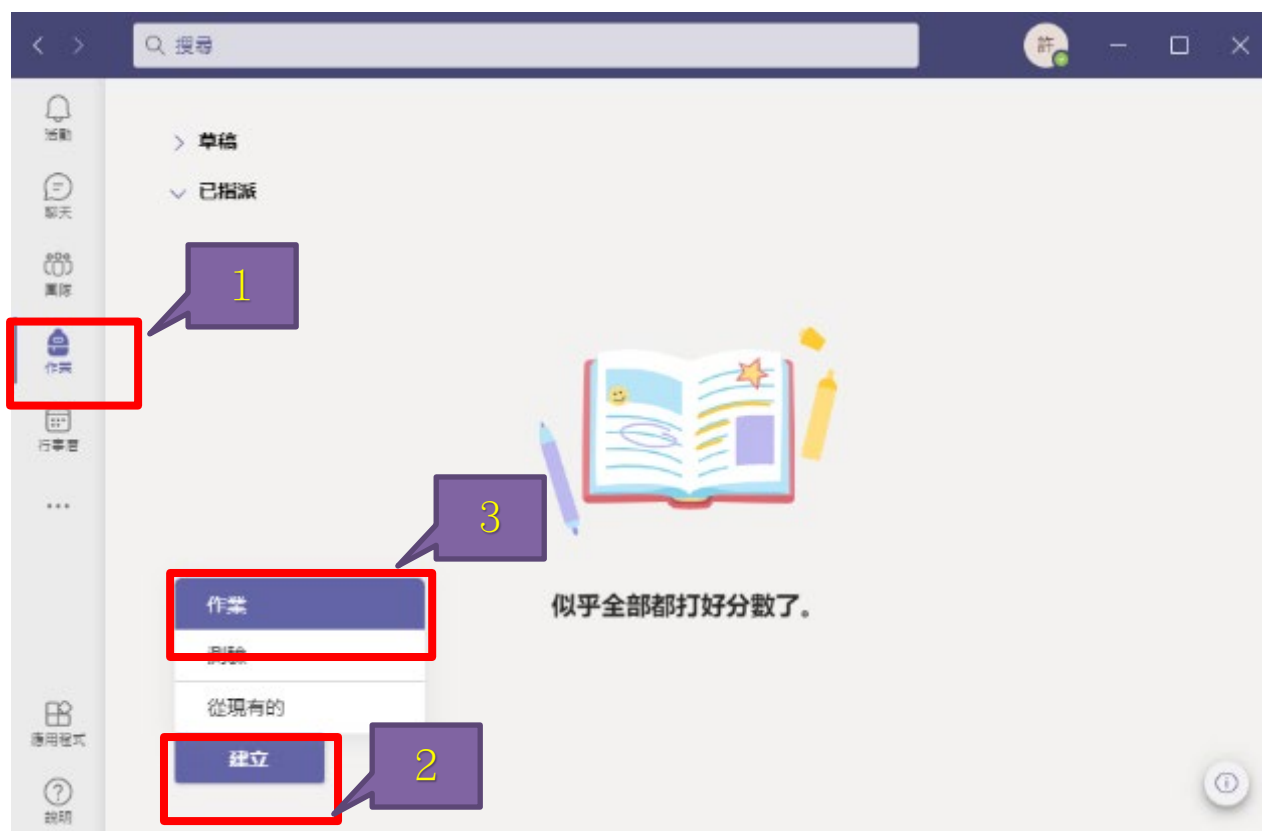 搜尋
許
活動
聊天
團隊
作業
行事曆
...
應用程式
說明
草稿
已指派
1
3
似乎全部都打好分數了。
作業
測驗
從現有的
建立
2